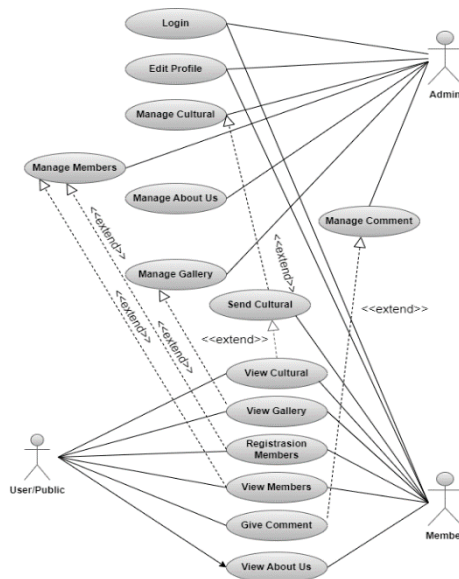 Login
Edit Profile
Admin
Manage Cultural
Manage Members
Manage About Us
Manage Comment
<<extend>>
<<extend>>
Manage Gallery
Send Cultural
<<extend>>
<<extend>>
<<extend>>
<<extend>>
View Cultural
View Gallery
Registrasion
Members
User/Public
View Members
Give Comment
Membe
View About Us